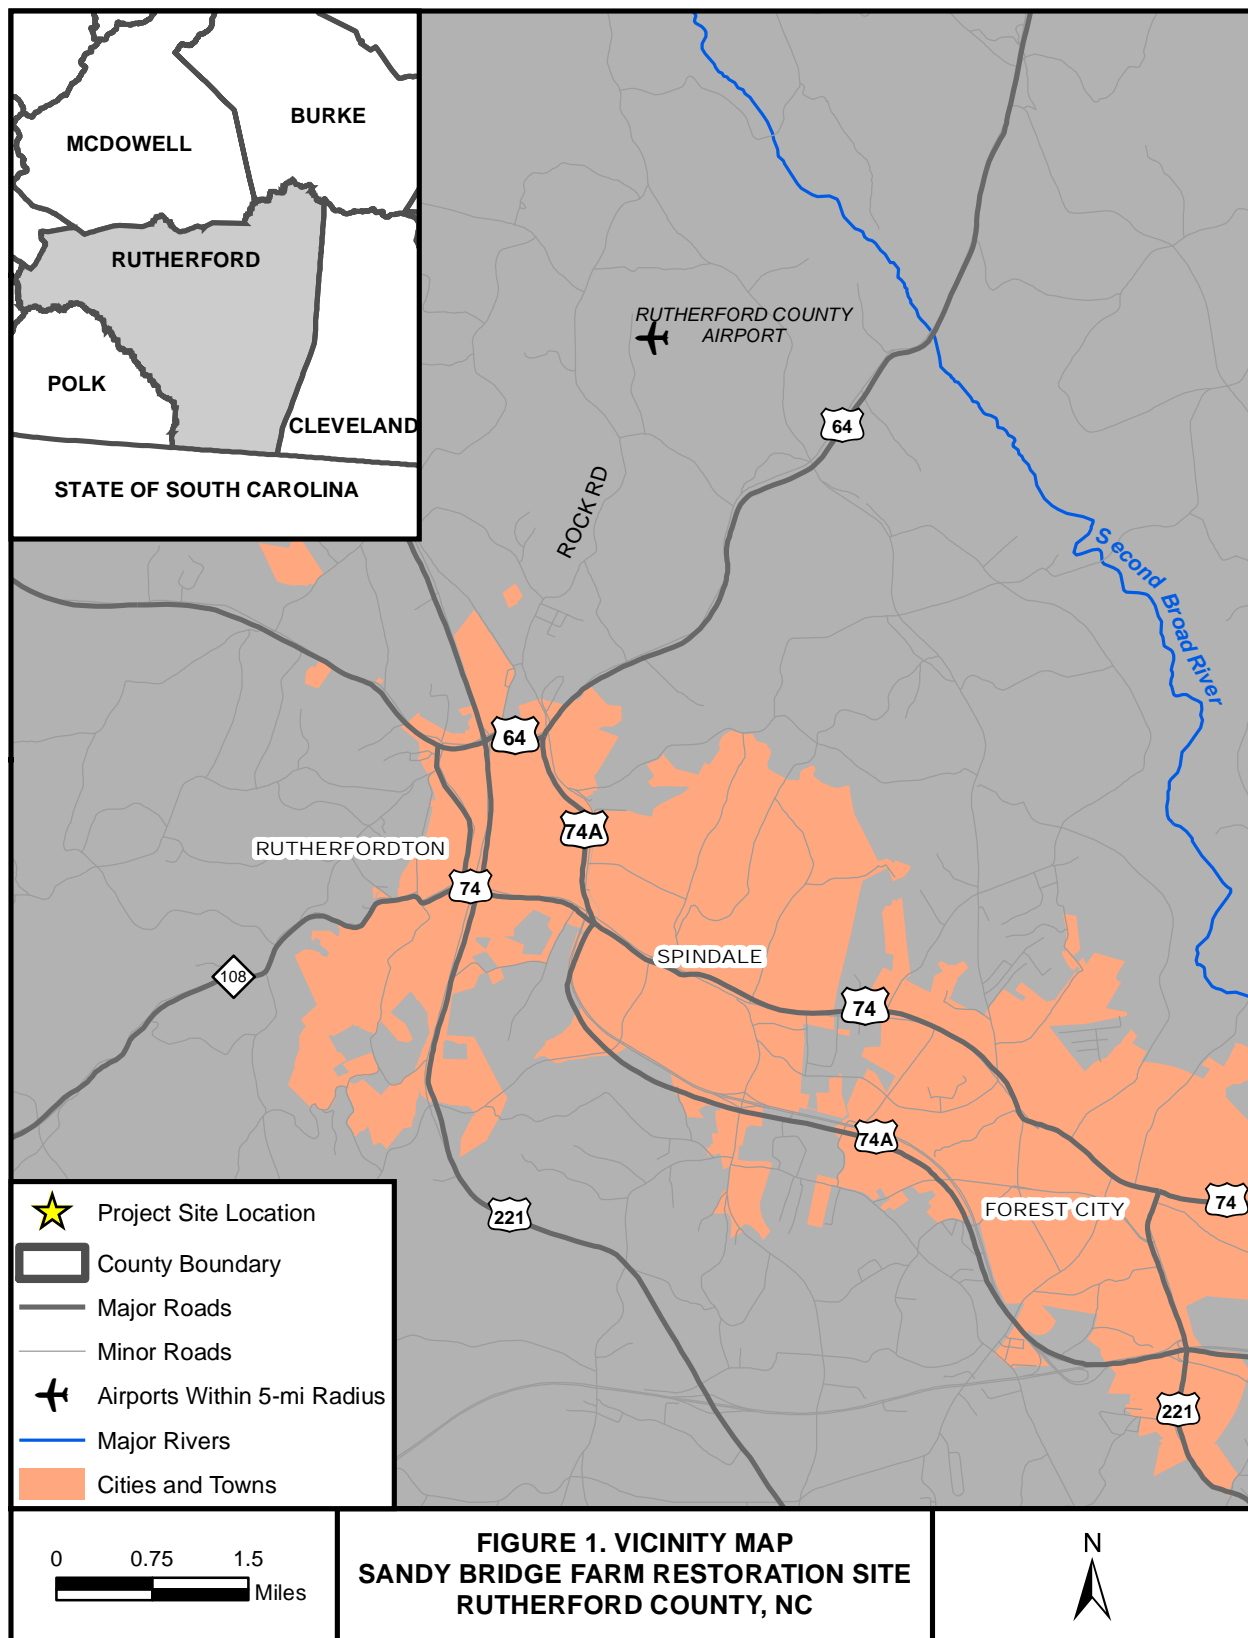 BURKE
MCDOWELL
RUTHERFORD
POLK
CLEVELAND
STATE OF SOUTH CAROLINA
RUTHERFORD COUNTY
AIRPORT
64
ROCK RD
Second Broad River
64
74A
RUTHERFORDTON
74
SPINDALE
108
74
74A
74
FOREST CITY
221
221
Project Site Location
County Boundary
Major Roads
Minor Roads
Airports Within 5-mi Radius
Major Rivers
Cities and Towns
0 0.75 1.5
Miles
FIGURE 1. VICINITY MAP
SANDY BRIDGE FARM RESTORATION SITE
RUTHERFORD COUNTY, NC
N